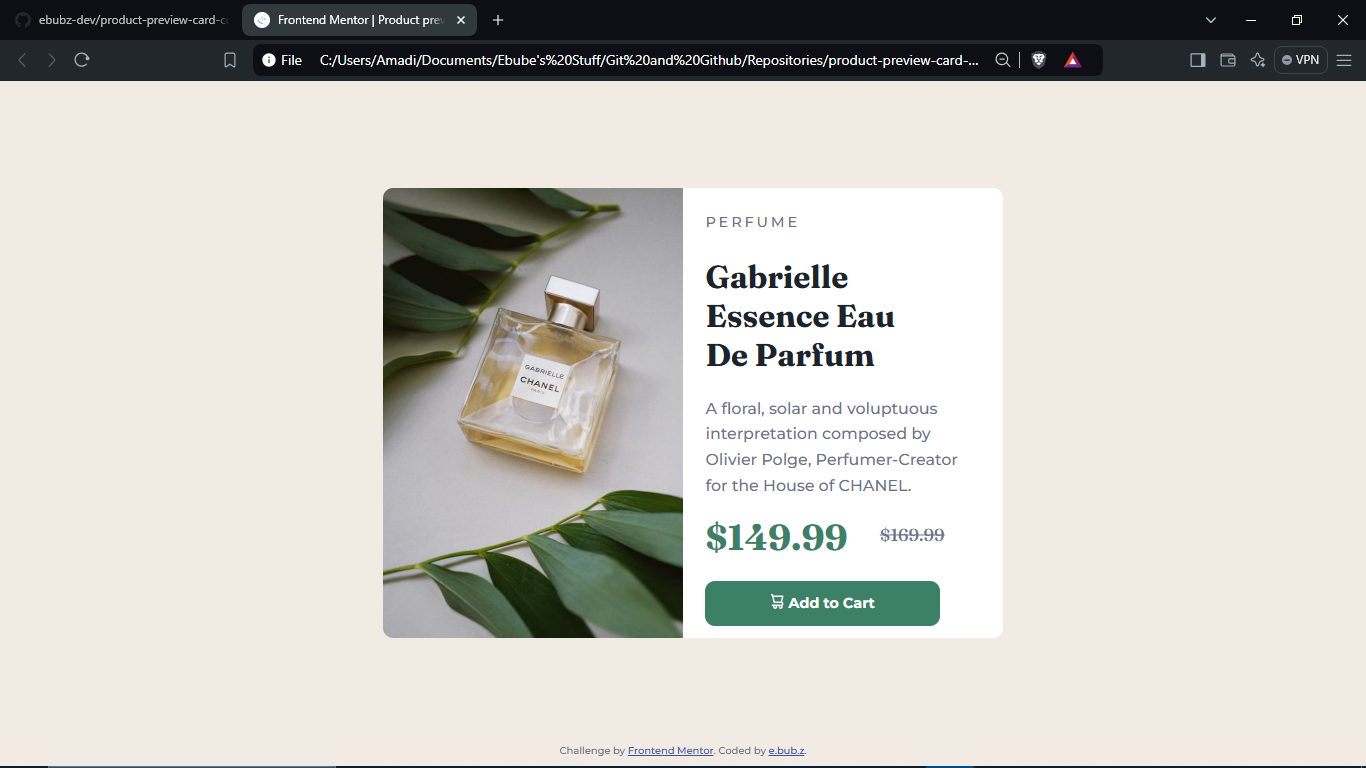 ebubz-dev/product-preview-card-c
Frontend Mentor | Product prev
File
C:/Users/Amadi/Documents/Ebube's%20Stuff/Git%20and%20Github/Repositories/product-preview-card-...
VPN
GABRIELLE
CHANEL
PARIS
PERFUME
Gabrielle
Essence Eau
De Parfum
A floral, solar and voluptuous
interpretation composed by
Olivier Polge, Perfumer-Creator
for the House of CHANEL.
$149.99 $169.99
Add to Cart
Challenge by Frontend Mentor. Coded by e.bub.z.